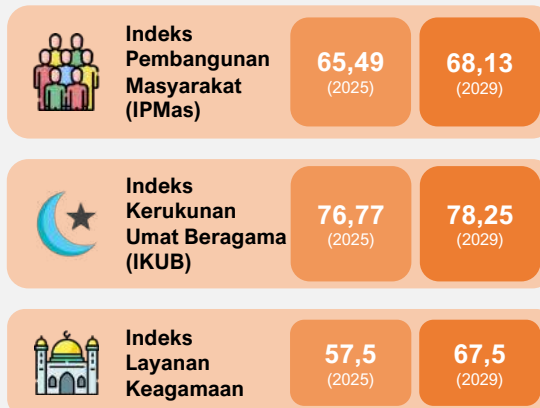 Indeks
Pembangunan
Masyarakat
(IPMas)
65,49
(2025)
68,13
(2029)
Indeks
Kerukunan
Umat Beragama
(IKUB)
76,77
(2025)
78,25
(2029)
Indeks
Layanan
Keagamaan
57,5
(2025)
67,5
(2029)